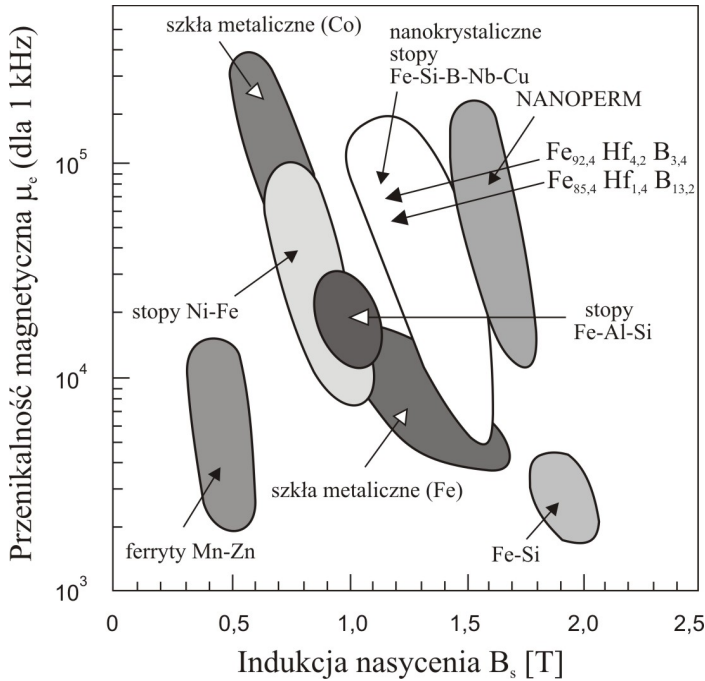 szkła metaliczne (Co)
nanokrystaliczne
stopy
Fe-Si-B-Nb-Cu
NANOPERM
Fe92,4 Hf4,2 B3,4
Fe85,4 Hf1,4 B13,2
stopy Ni-Fe
stopy
Fe-Al-Si
szkła metaliczne (Fe)
ferryty Mn-Zn
Fe-Si
Przenikalność magnetyczna μe (dla 1 kHz)
10^5
10^4
10^3
0 0,5 1,0 1,5 2,0 2,5
Indukcja nasycenia Bs [T]